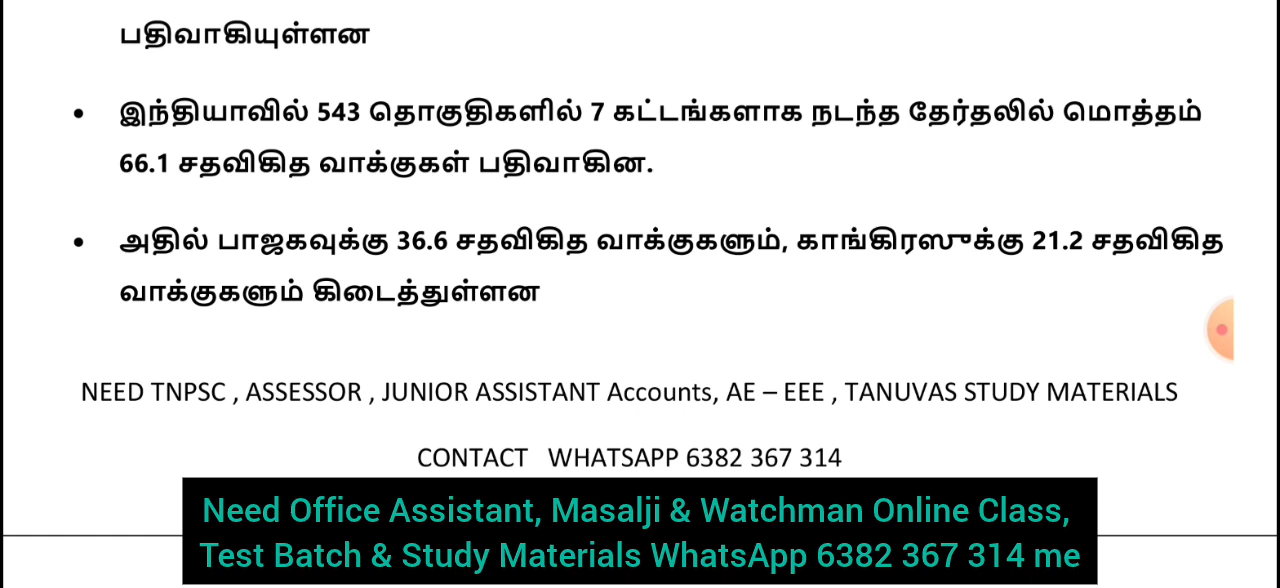 பதிவாகியுள்ளன
• இந்தியாவில் 543 தொகுதிகளில் 7 கட்டங்களாக நடந்த தேர்தலில் மொத்தம்
66.1 சதவிகித வாக்குகள் பதிவாகின.
• அதில் பாஜகவுக்கு 36.6 சதவிகித வாக்குகளும், காங்கிரஸுக்கு 21.2 சதவிகித
வாக்குகளும் கிடைத்துள்ளன
NEED TNPSC , ASSESSOR , JUNIOR ASSISTANT Accounts, AE – EEE , TANUVAS STUDY MATERIALS
CONTACT WHATSAPP 6382 367 314
Need Office Assistant, Masalji & Watchman Online Class,
Test Batch & Study Materials WhatsApp 6382 367 314 me